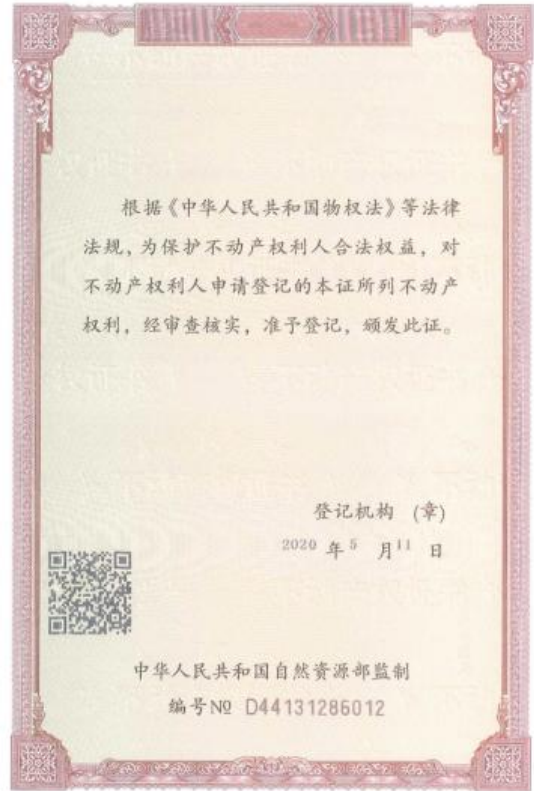 根据《中华人民共和国物权法》等法律
法规,为保护不动产权利人合法权益,对
不动产权利人申请登记的本证所列不动产
权利,经审查核实,准予登记,颁发此证。
登记机构 (章)
2020 年 5 月 11 日
中华人民共和国自然资源部监制
编号№ D44131286012